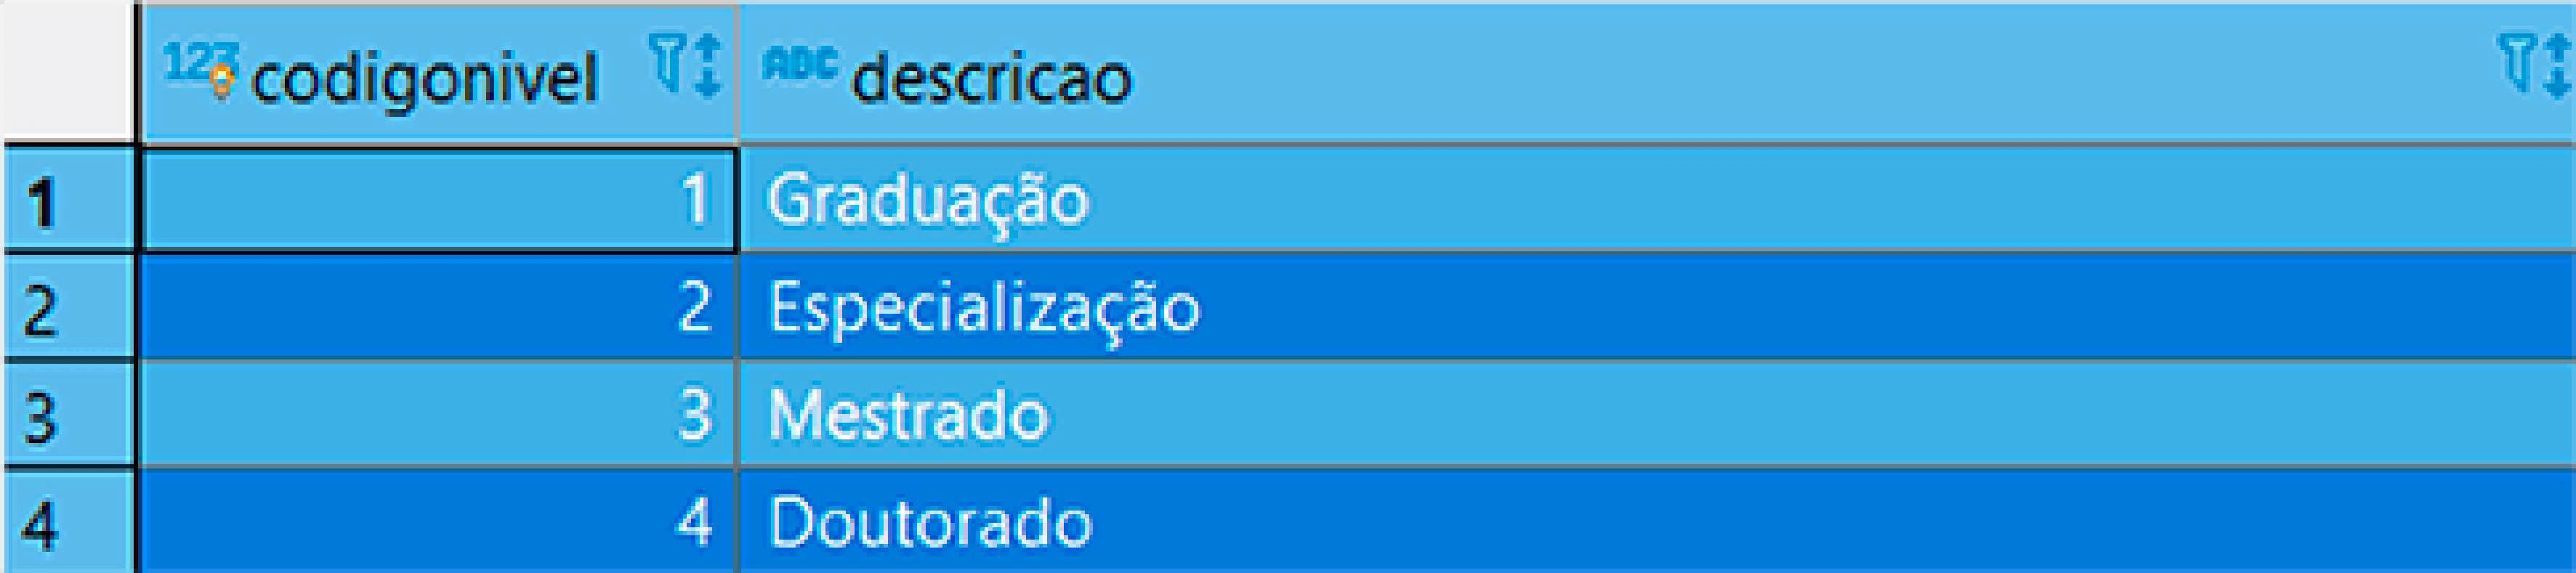 123 codigonivel ABC descricao
1 1 Graduação
2 2 Especialização
3 3 Mestrado
4 4 Doutorado